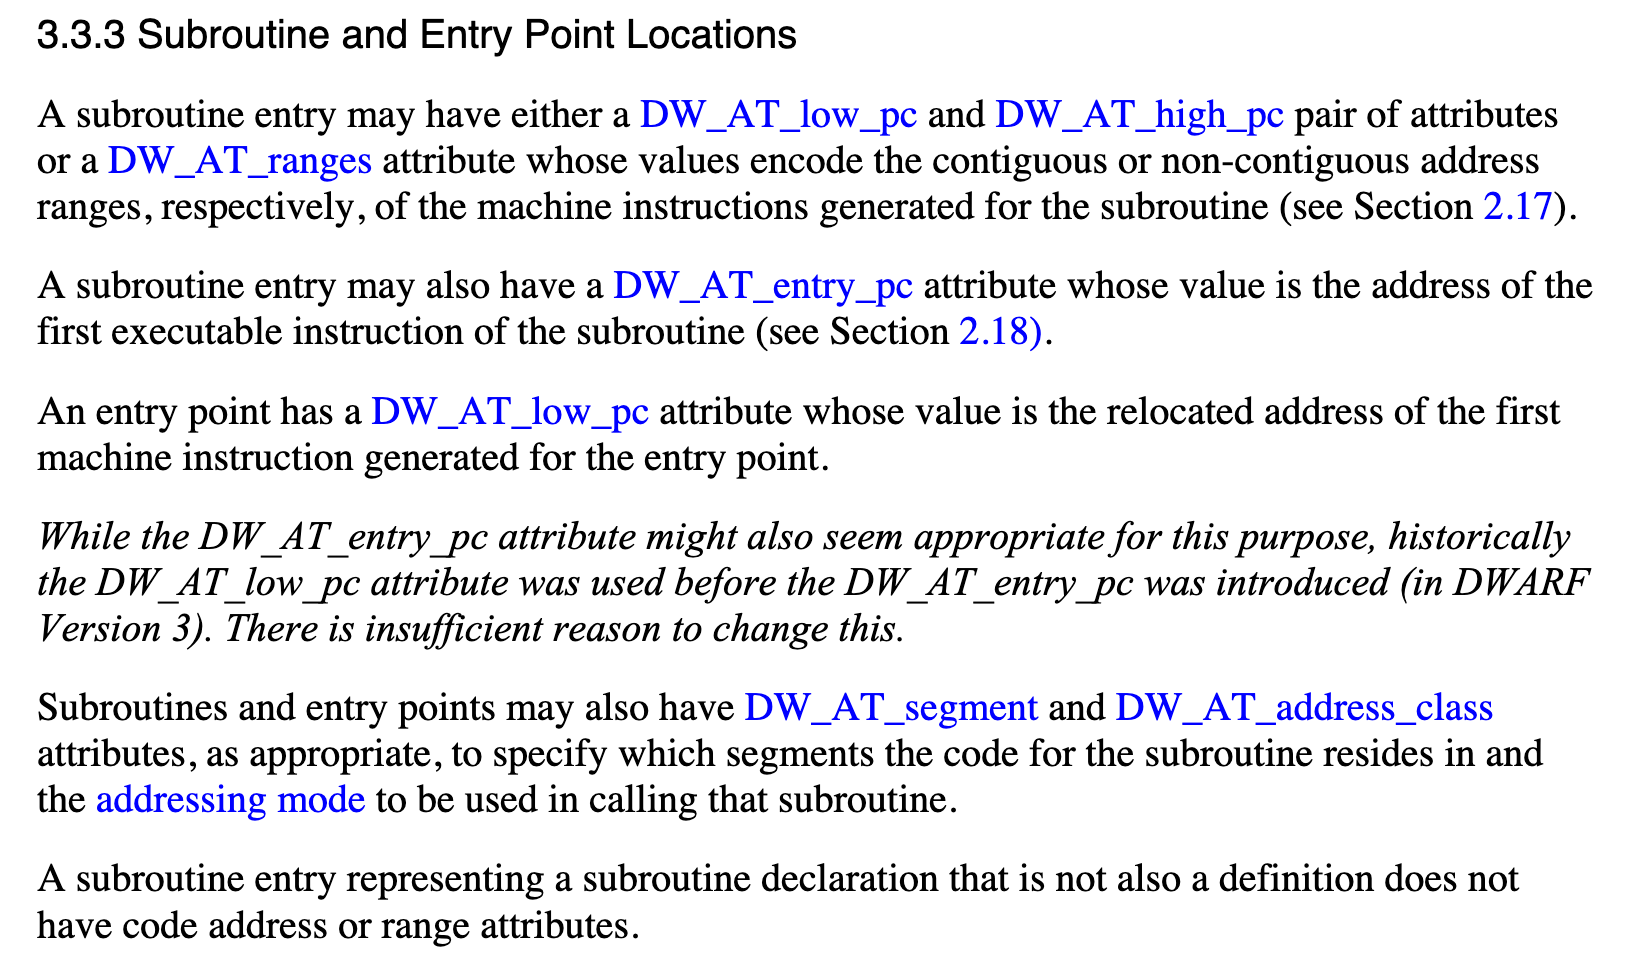 3.3.3 Subroutine and Entry Point Locations
A subroutine entry may have either a DW_AT_low_pc and DW_AT_high_pc pair of attributes
or a DW_AT_ranges attribute whose values encode the contiguous or non-contiguous address
ranges, respectively, of the machine instructions generated for the subroutine (see Section 2.17).
A subroutine entry may also have a DW_AT_entry_pc attribute whose value is the address of the
first executable instruction of the subroutine (see Section 2.18).
An entry point has a DW_AT_low_pc attribute whose value is the relocated address of the first
machine instruction generated for the entry point.
While the DW_AT_entry_pc attribute might also seem appropriate for this purpose, historically
the DW_AT_low_pc attribute was used before the DW_AT_entry_pc was introduced (in DWARF
Version 3). There is insufficient reason to change this.
Subroutines and entry points may also have DW_AT_segment and DW_AT_address_class
attributes, as appropriate, to specify which segments the code for the subroutine resides in and
the addressing mode to be used in calling that subroutine.
A subroutine entry representing a subroutine declaration that is not also a definition does not
have code address or range attributes.